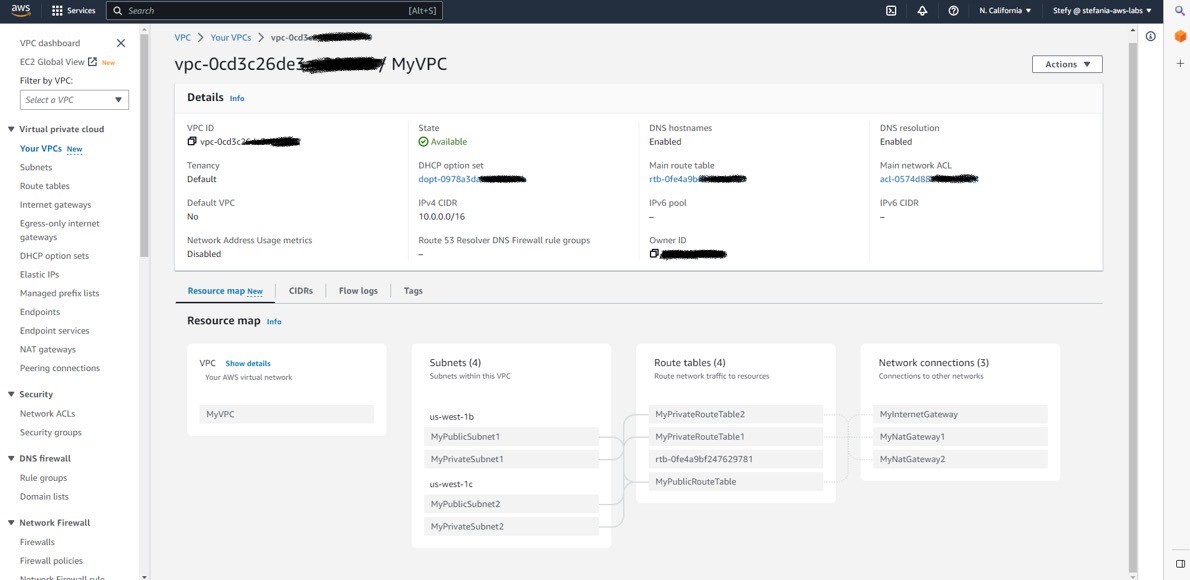 aws
Services
Search
[Alt+S]
N. California
Stefy @ stefania-aws-labs
VPC dashboard
EC2 Global View New
Filter by VPC:
Select a VPC
Virtual private cloud
Your VPCs New
Subnets
Route tables
Internet gateways
Egress-only internet
gateways
DHCP option sets
Elastic IPs
Managed prefix lists
Endpoints
Endpoint services
NAT gateways
Peering connections
Security
Network ACLs
Security groups
DNS firewall
Rule groups
Domain lists
Network Firewall
Firewalls
Firewall policies
Network Firewall rule
VPC > Your VPCs > vpc-0cd3
vpc-0cd3c26de3 / MyVPC
Actions
Details Info
VPC ID
vpc-0cd3c26
State
Available
DNS hostnames
Enabled
DNS resolution
Enabled
Tenancy
Default
DHCP option set
dopt-0978a3d
Main route table
rtb-0fe4a9b
Main network ACL
acl-0574d8
Default VPC
No
IPv4 CIDR
10.0.0.0/16
IPv6 pool
–
IPv6 CIDR
–
Network Address Usage metrics
Disabled
Route 53 Resolver DNS Firewall rule groups
–
Owner ID
Resource map New
CIDRs
Flow logs
Tags
Resource map Info
VPC Show details
Your AWS virtual network
MyVPC
Subnets (4)
Subnets within this VPC
us-west-1b
MyPublicSubnet1
MyPrivateSubnet1
us-west-1c
MyPublicSubnet2
MyPrivateSubnet2
Route tables (4)
Route network traffic to resources
MyPrivateRouteTable2
MyPrivateRouteTable1
rtb-0fe4a9bf247629781
MyPublicRouteTable
Network connections (3)
Connections to other networks
MyInternetGateway
MyNatGateway1
MyNatGateway2